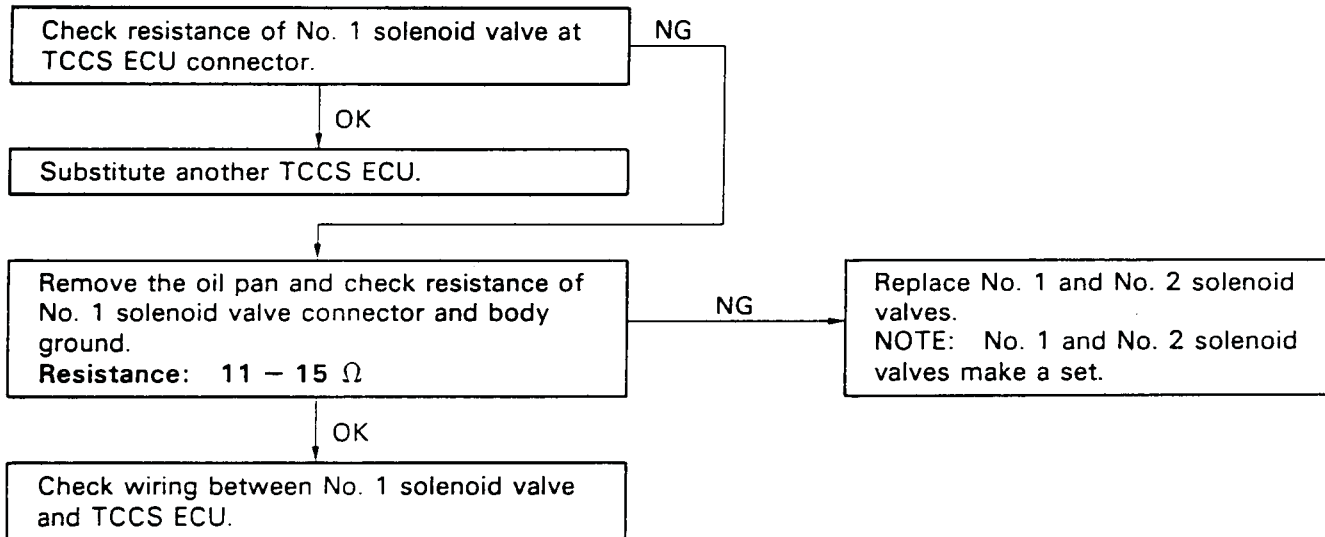 Check resistance of No. 1 solenoid valve at
TCCS ECU connector.
NG
OK
Substitute another TCCS ECU.
Remove the oil pan and check resistance of
No. 1 solenoid valve connector and body
ground.
Resistance: 11 – 15 Ω
NG
Replace No. 1 and No. 2 solenoid
valves.
NOTE: No. 1 and No. 2 solenoid
valves make a set.
OK
Check wiring between No. 1 solenoid valve
and TCCS ECU.